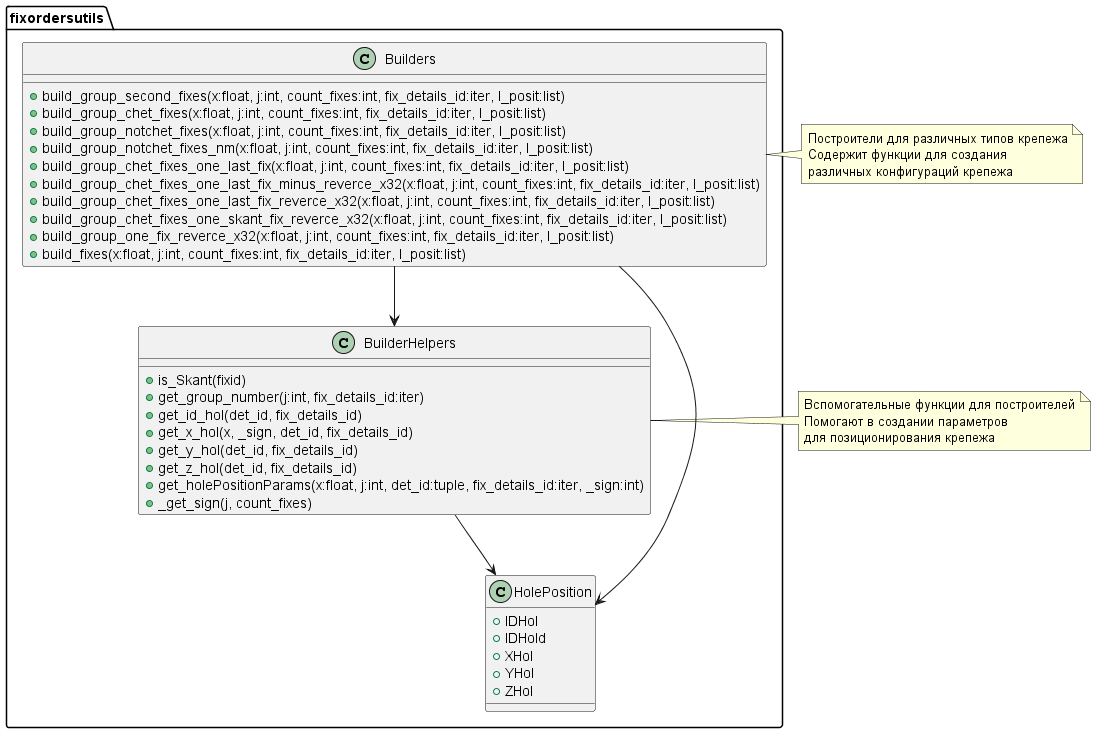 fixordersutils
C Builders
build_group_second_fixes(x:float, j:int, count_fixes:int, fix_details_id:iter, l_posit:list)
build_group_chet_fixes(x:float, j:int, count_fixes:int, fix_details_id:iter, l_posit:list)
build_group_notchet_fixes(x:float, j:int, count_fixes:int, fix_details_id:iter, l_posit:list)
build_group_notchet_fixes_nm(x:float, j:int, count_fixes:int, fix_details_id:iter, l_posit:list)
build_group_chet_fixes_one_last_fix(x:float, j:int, count_fixes:int, fix_details_id:iter, l_posit:list)
build_group_chet_fixes_one_last_fix_minus_reverce_x32(x:float, j:int, count_fixes:int, fix_details_id:iter, l_posit:list)
build_group_chet_fixes_one_last_fix_reverce_x32(x:float, j:int, count_fixes:int, fix_details_id:iter, l_posit:list)
build_group_chet_fixes_one_skant_fix_reverce_x32(x:float, j:int, count_fixes:int, fix_details_id:iter, l_posit:list)
build_group_one_fix_reverce_x32(x:float, j:int, count_fixes:int, fix_details_id:iter, l_posit:list)
build_fixes(x:float, j:int, count_fixes:int, fix_details_id:iter, l_posit:list)
Построители для различных типов крепежа
Содержит функции для создания
различных конфигураций крепежа
C BuilderHelpers
is_Skant(fixid)
get_group_number(j:int, fix_details_id:iter)
get_id_hol(det_id, fix_details_id)
get_x_hol(x, _sign, det_id, fix_details_id)
get_y_hol(det_id, fix_details_id)
get_z_hol(det_id, fix_details_id)
get_holePositionParams(x:float, j:int, det_id:tuple, fix_details_id:iter, _sign:int)
_get_sign(j, count_fixes)
Вспомогательные функции для построителей
Помогают в создании параметров
для позиционирования крепежа
C HolePosition
IDHol
IDHold
XHol
YHol
ZHol